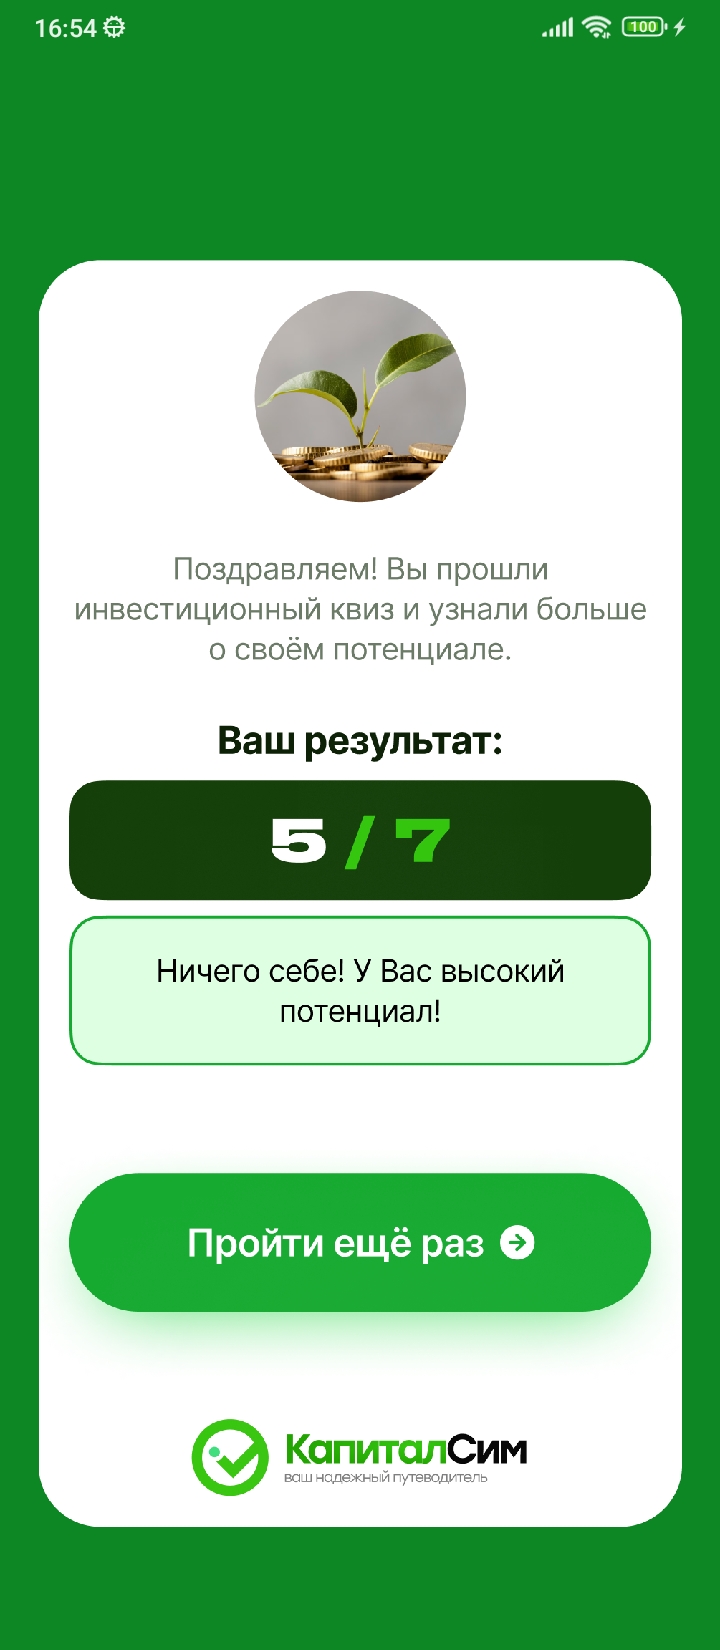 16:54
100
Поздравляем! Вы прошли
инвестиционный квиз и узнали больше
о своём потенциале.
Ваш результат:
5 / 7
Ничего себе! У Вас высокий
потенциал!
Пройти ещё раз
КапиталСим
ваш надежный путеводитель